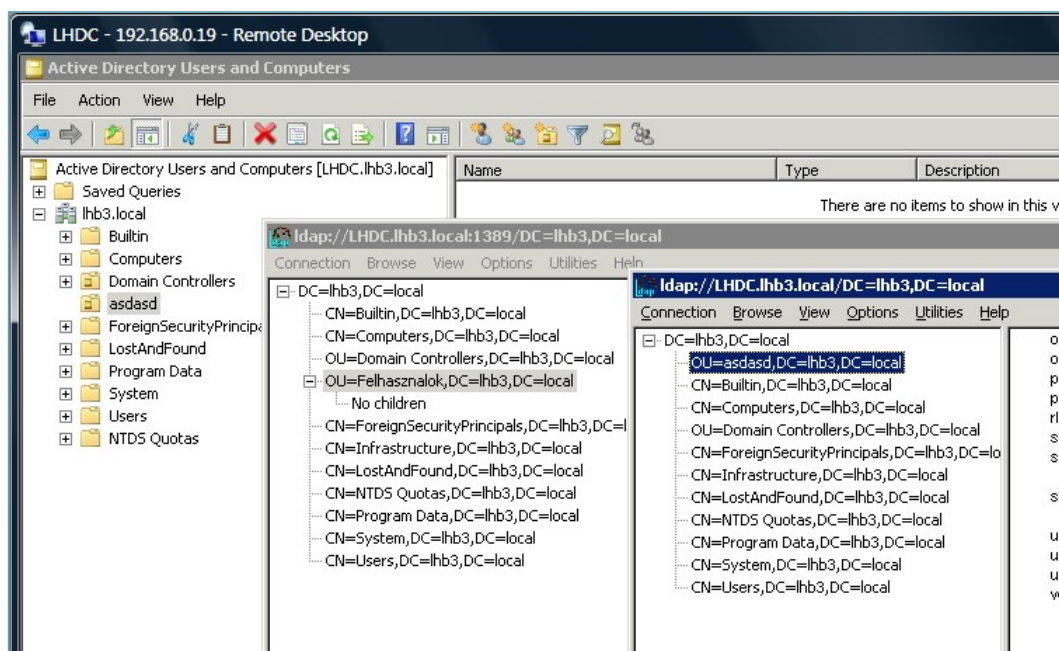 LHDC - 192.168.0.19 - Remote Desktop
Active Directory Users and Computers
File Action View Help
Active Directory Users and Computers [LHDC.lhb3.local]
Saved Queries
lhb3.local
Builtin
Computers
Domain Controllers
asdasd
ForeignSecurityPrincipa
LostAndFound
Program Data
System
Users
NTDS Quotas
Name Type Description
There are no items to show in this v
ldap://LHDC.lhb3.local:1389/DC=lhb3,DC=local
Connection Browse View Options Utilities Help
DC=lhb3,DC=local
CN=Builtin,DC=lhb3,DC=local
CN=Computers,DC=lhb3,DC=local
OU=Domain Controllers,DC=lhb3,DC=local
OU=Felhasznalok,DC=lhb3,DC=local
No children
CN=ForeignSecurityPrincipals,DC=lhb3,DC=l
CN=Infrastructure,DC=lhb3,DC=local
CN=LostAndFound,DC=lhb3,DC=local
CN=NTDS Quotas,DC=lhb3,DC=local
CN=Program Data,DC=lhb3,DC=local
CN=System,DC=lhb3,DC=local
CN=Users,DC=lhb3,DC=local
ldap://LHDC.lhb3.local/DC=lhb3,DC=local
Connection Browse View Options Utilities Help
DC=lhb3,DC=local
OU=asdasd,DC=lhb3,DC=local
CN=Builtin,DC=lhb3,DC=local
CN=Computers,DC=lhb3,DC=local
OU=Domain Controllers,DC=lhb3,DC=local
CN=ForeignSecurityPrincipals,DC=lhb3,DC=lo
CN=Infrastructure,DC=lhb3,DC=local
CN=LostAndFound,DC=lhb3,DC=local
CN=NTDS Quotas,DC=lhb3,DC=local
CN=Program Data,DC=lhb3,DC=local
CN=System,DC=lhb3,DC=local
CN=Users,DC=lhb3,DC=local